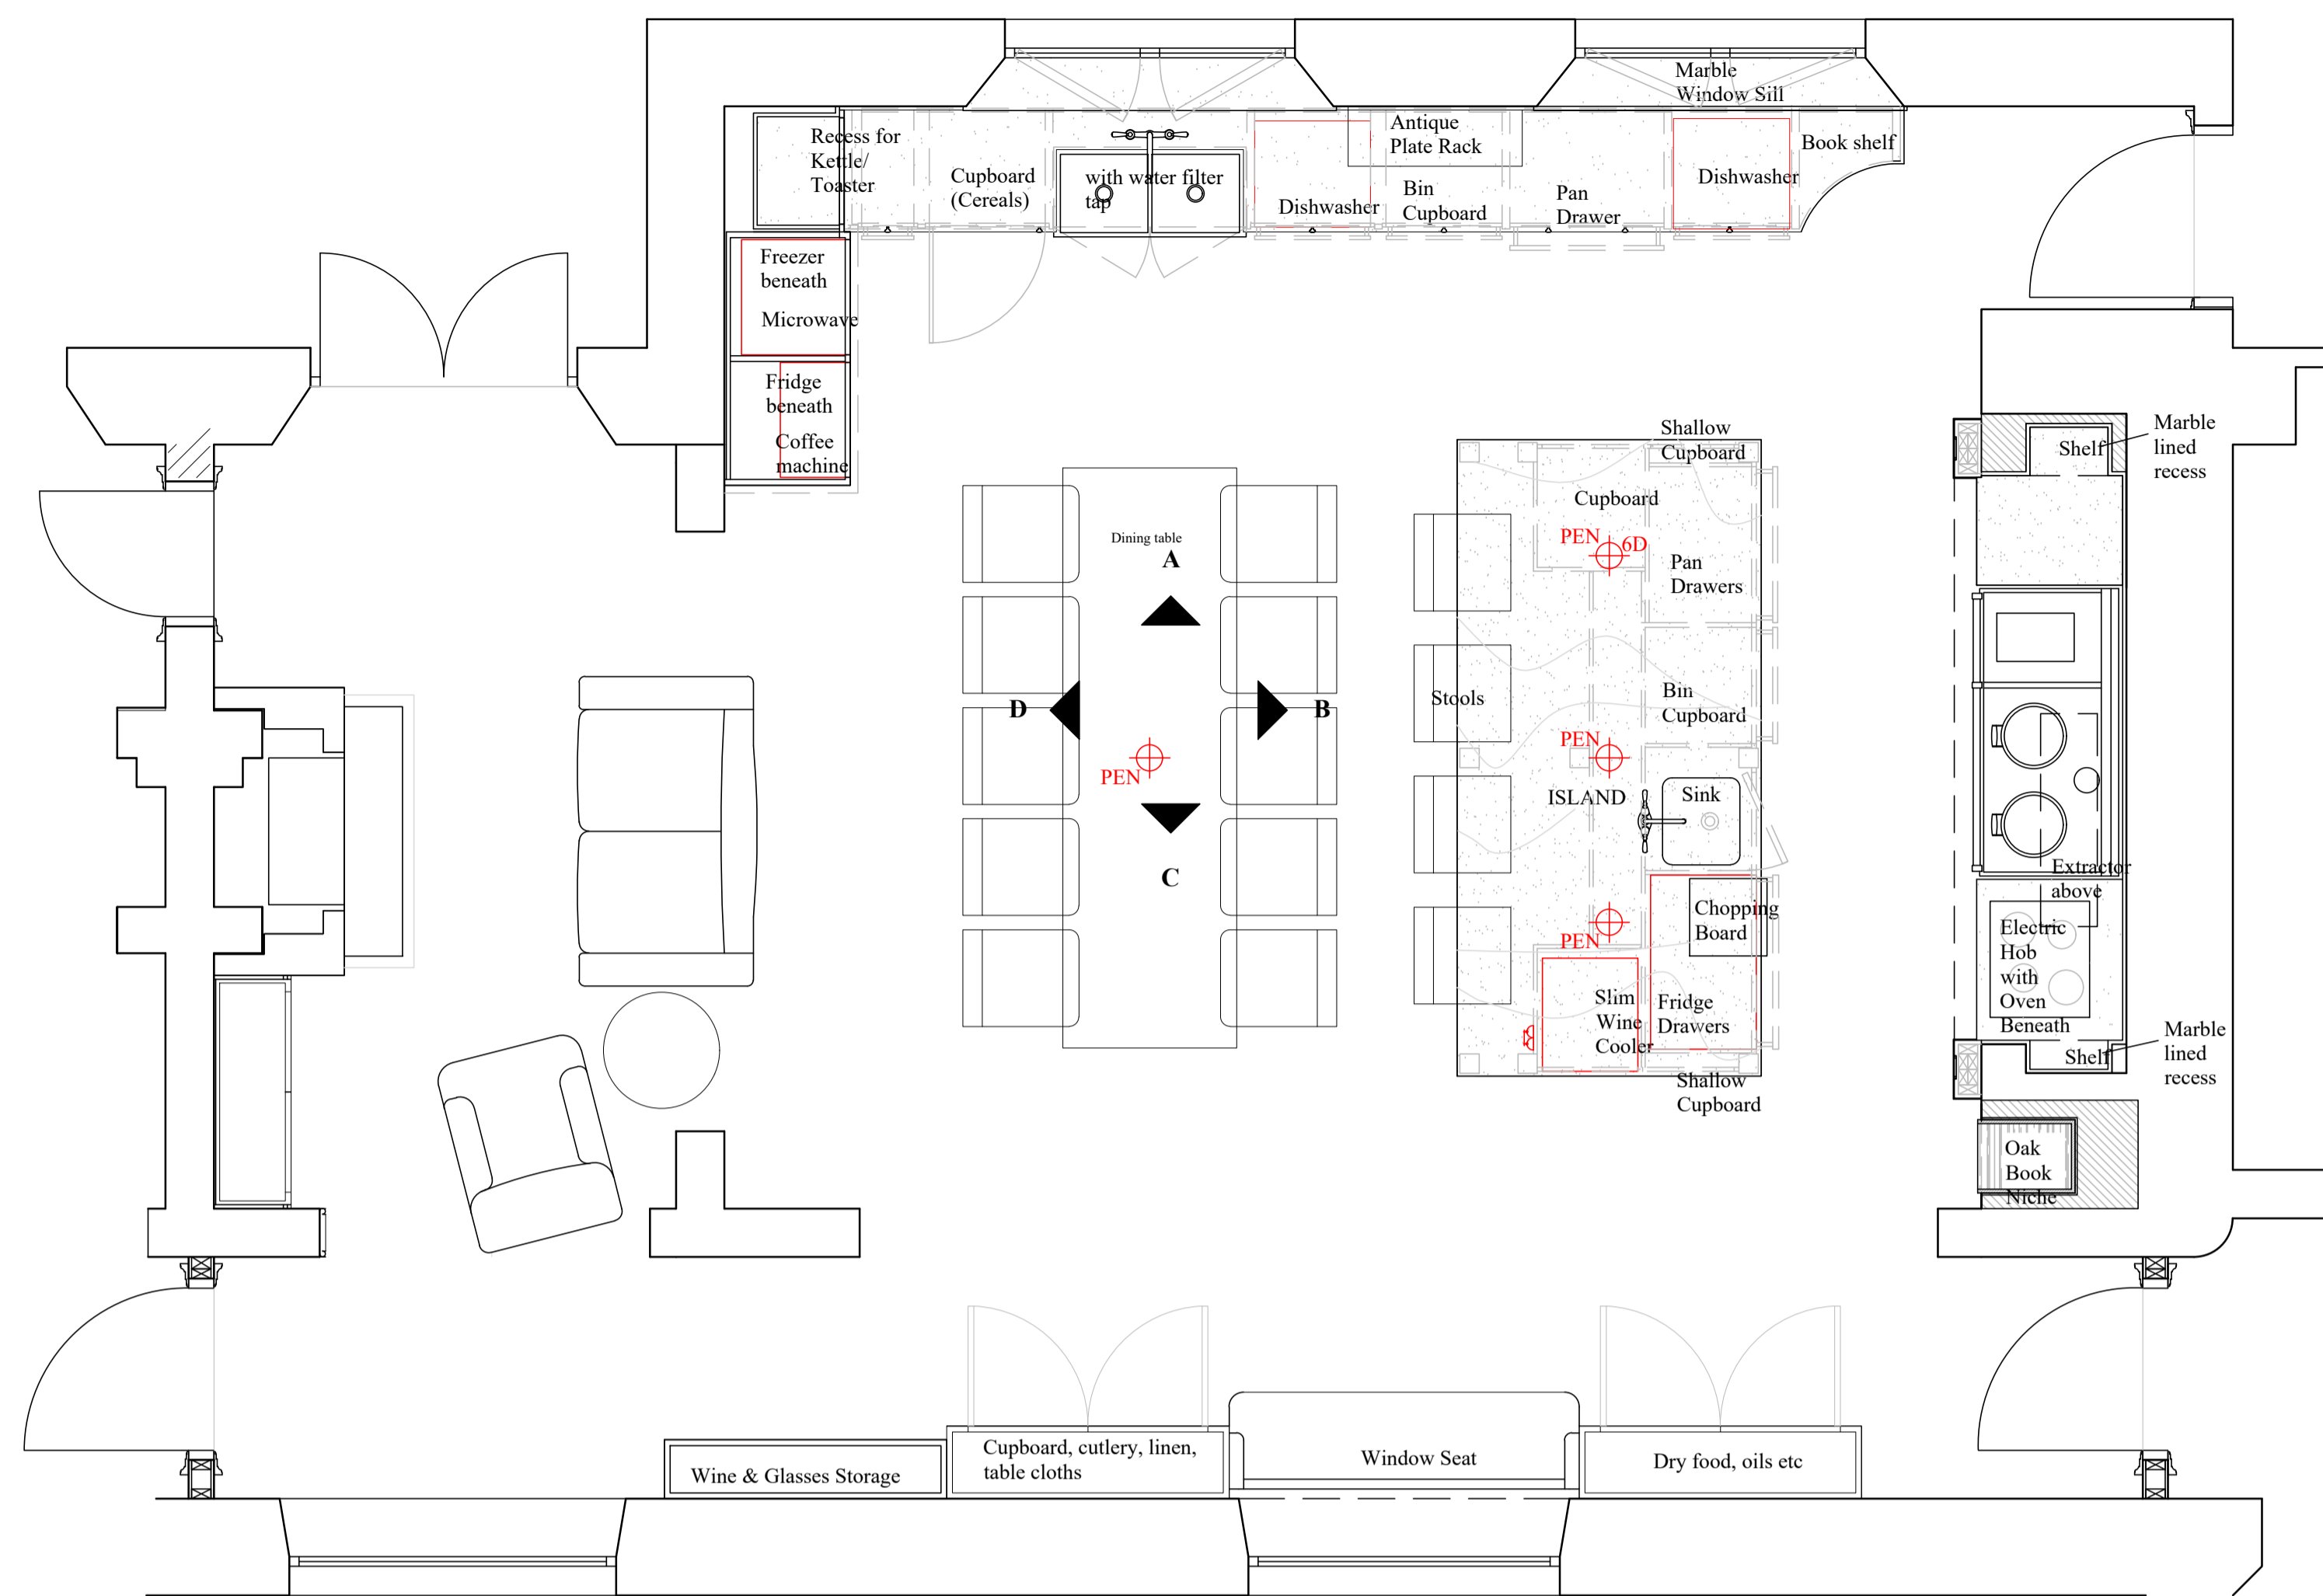 Marble
Window Sill
Recess for
Kettle/
Toaster
Cupboard
(Cereals)
with water filter
tap
Dishwasher
Antique
Plate Rack
Bin
Cupboard
Pan
Drawer
Dishwasher
Book shelf
Freezer
beneath
Microwave
Fridge
beneath
Coffee
machine
Shallow
Cupboard
Cupboard
PEN
6D
Pan
Drawers
Shelf
Marble
lined
recess
Dining table
A
D
B
PEN
C
Stools
Bin
Cupboard
PEN
ISLAND
Sink
Chopping
Board
PEN
Slim
Wine
Cooler
Fridge
Drawers
Shallow
Cupboard
Extractor
above
Electric
Hob
with
Oven
Beneath
Shelf
Marble
lined
recess
Oak
Book
Niche
Wine & Glasses Storage
Cupboard, cutlery, linen,
table cloths
Window Seat
Dry food, oils etc